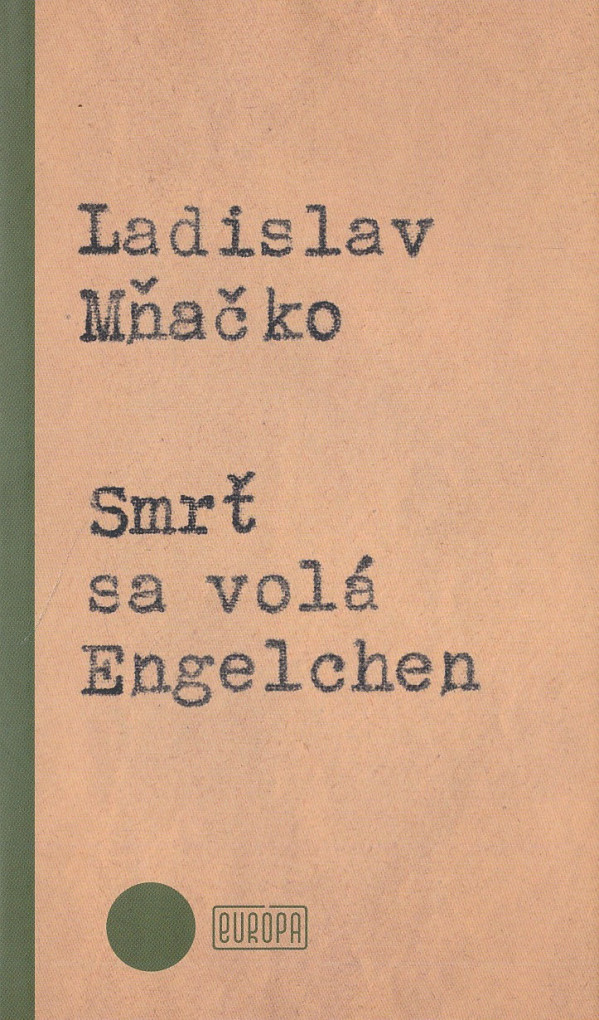 Ladislav
Mňačko
Smrť
sa volá
Engelchen
EURÓPA